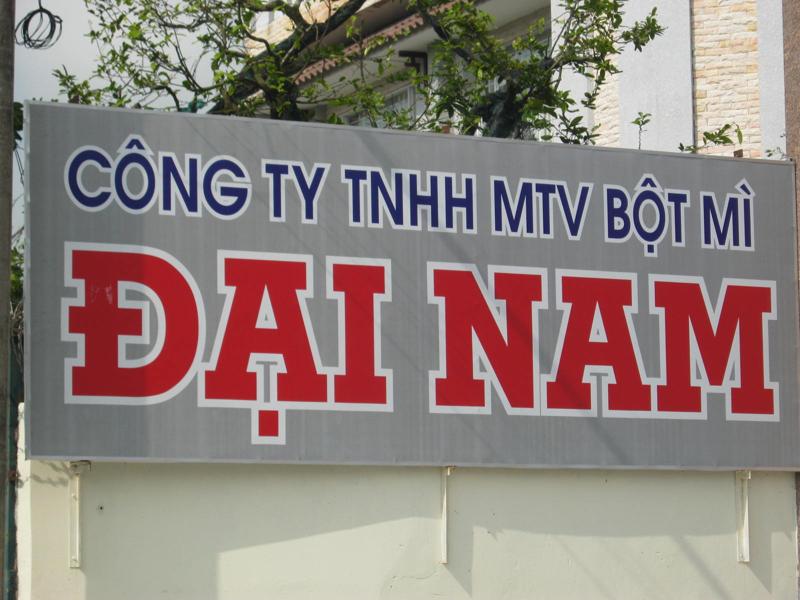 CÔNG TY TNHH MTV BỘT MÌ
ĐẠI NAM